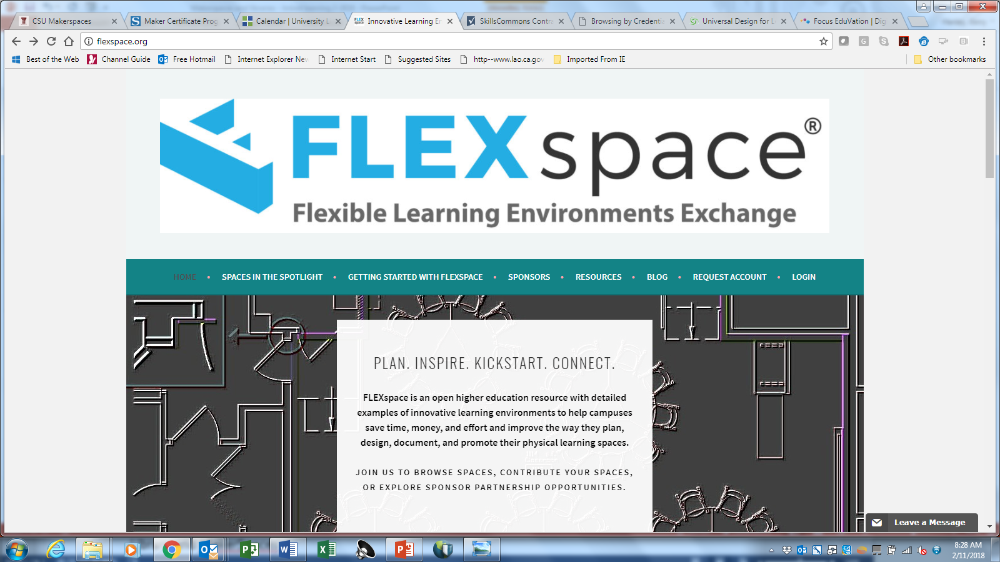 CSU Makerspaces
Maker Certificate Prog
Calendar | University L
Innovative Learning En
SkillsCommons Contra
Browsing by Credentia
Universal Design for L
Focus EduVation | Dig
flexspace.org
Best of the Web
Channel Guide
Free Hotmail
Internet Explorer New
Internet Start
Suggested Sites
http--www.lao.ca.gov
Imported From IE
Other bookmarks
FLEXspace®
Flexible Learning Environments Exchange
HOME • SPACES IN THE SPOTLIGHT • GETTING STARTED WITH FLEXSPACE • SPONSORS • RESOURCES • BLOG • REQUEST ACCOUNT • LOGIN
PLAN. INSPIRE. KICKSTART. CONNECT.
FLEXspace is an open higher education resource with detailed
examples of innovative learning environments to help campuses
save time, money, and effort and improve the way they plan,
design, document, and promote their physical learning spaces.
JOIN US TO BROWSE SPACES, CONTRIBUTE YOUR SPACES,
OR EXPLORE SPONSOR PARTNERSHIP OPPORTUNITIES.
Leave a Message
8:28 AM
2/11/2018